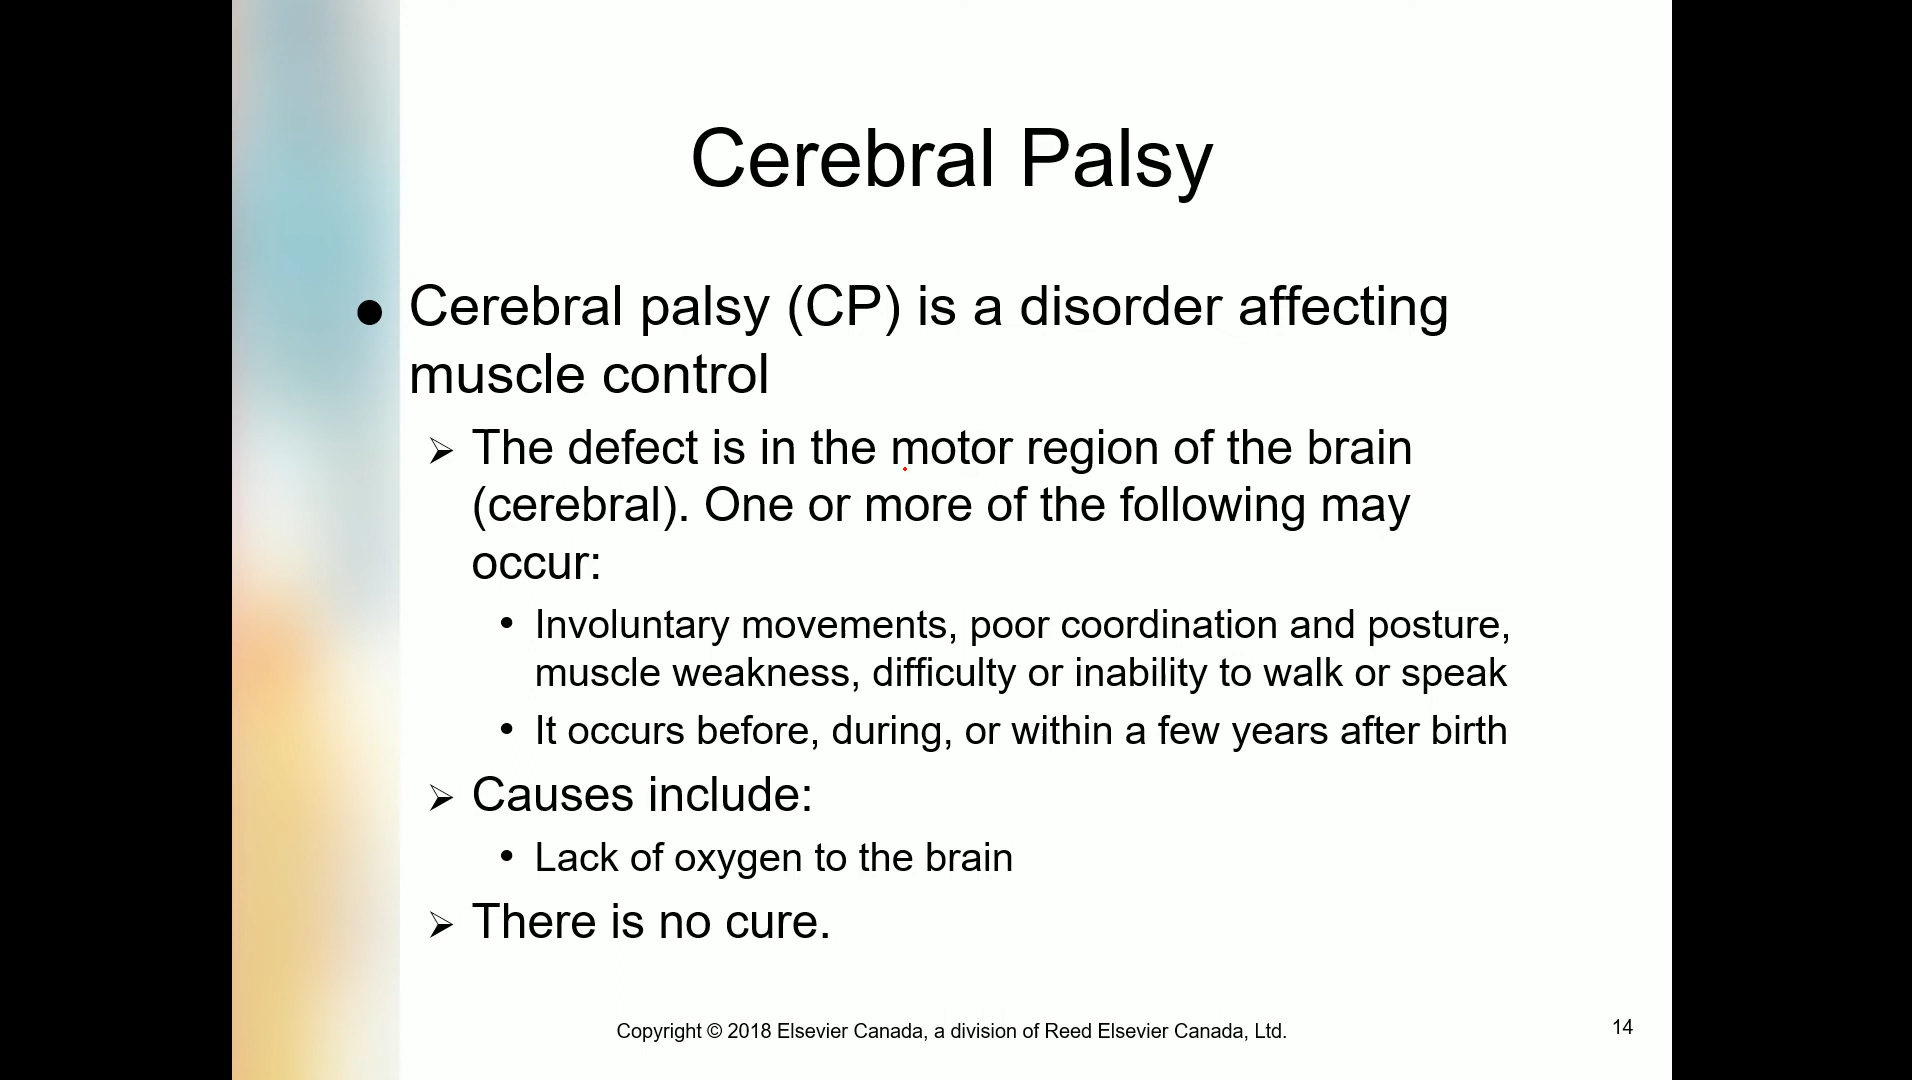 Cerebral Palsy
● Cerebral palsy (CP) is a disorder affecting
muscle control
➢ The defect is in the motor region of the brain
(cerebral). One or more of the following may
occur:
• Involuntary movements, poor coordination and posture,
muscle weakness, difficulty or inability to walk or speak
• It occurs before, during, or within a few years after birth
➢ Causes include:
• Lack of oxygen to the brain
➢ There is no cure.
Copyright © 2018 Elsevier Canada, a division of Reed Elsevier Canada, Ltd.
14